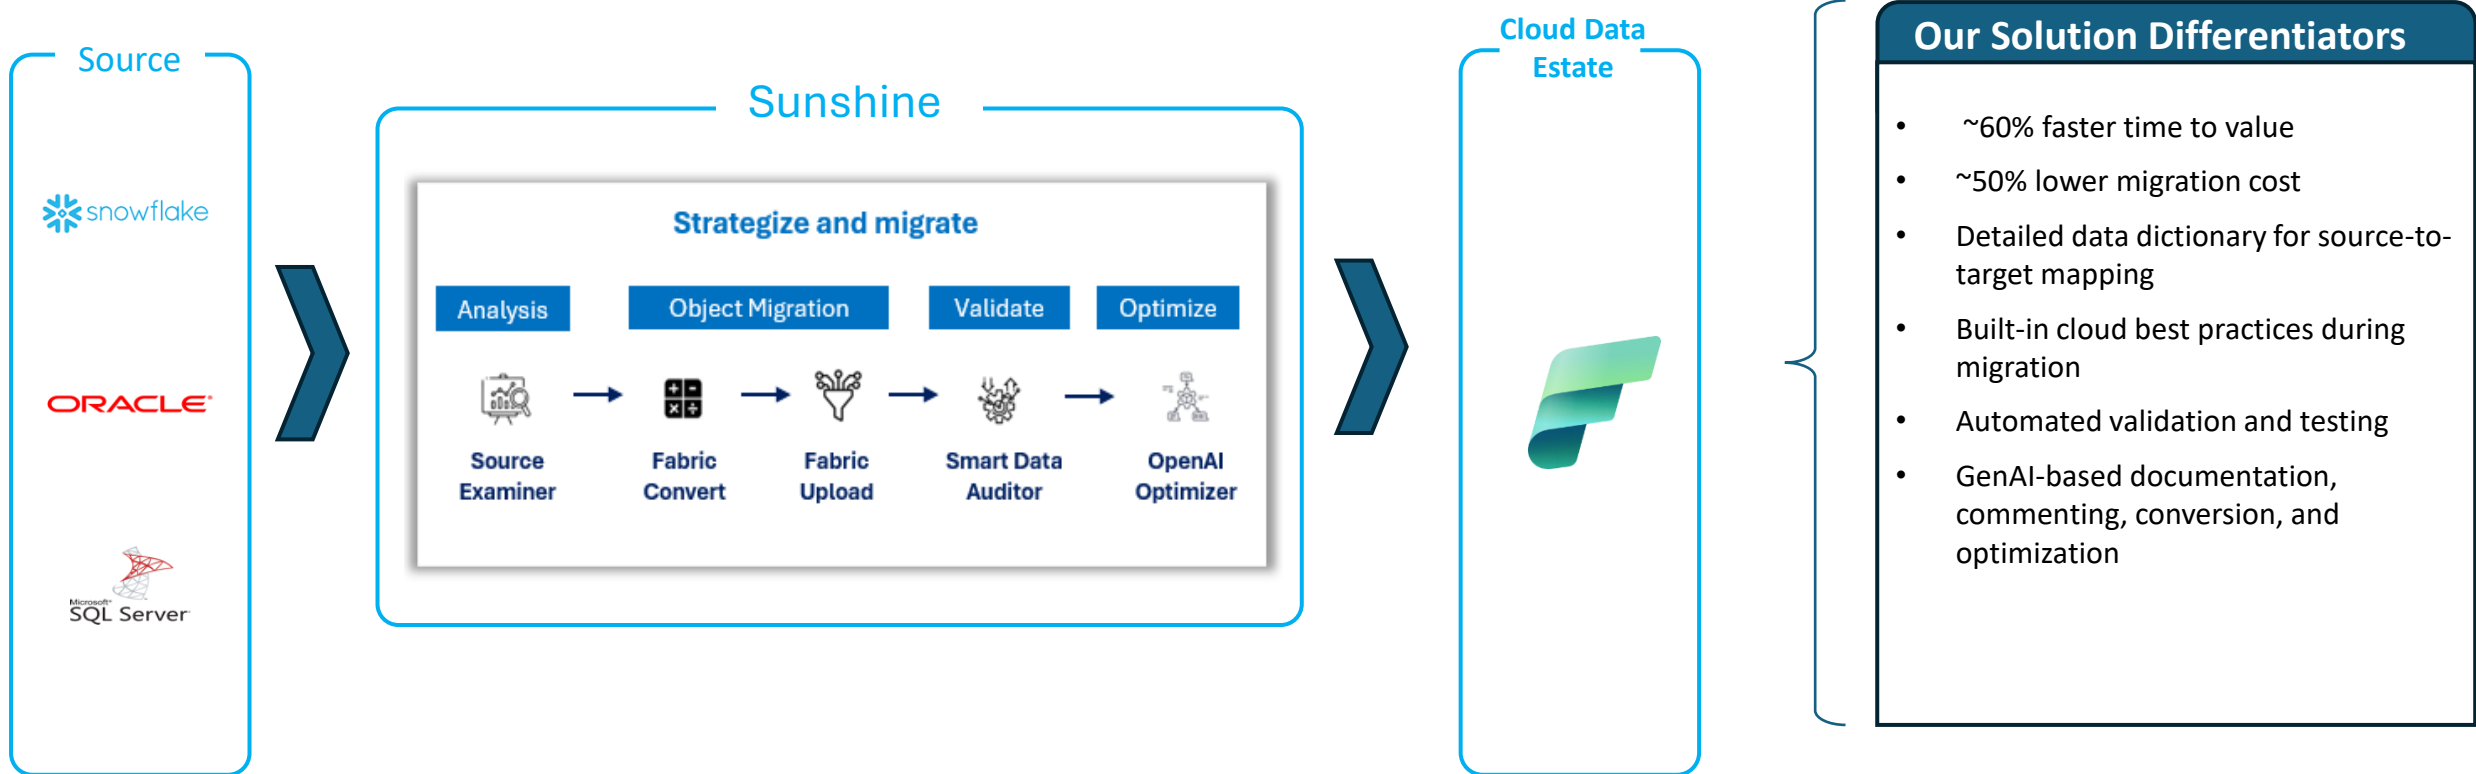 Source
snowflake
ORACLE
Microsoft
SQL Server
Sunshine
Strategize and migrate
Analysis
Object Migration
Validate
Optimize
Source
Examiner
Fabric
Convert
Fabric
Upload
Smart Data
Auditor
OpenAI
Optimizer
Cloud Data
Estate
Our Solution Differentiators
• ~60% faster time to value
• ~50% lower migration cost
• Detailed data dictionary for source-to-
target mapping
• Built-in cloud best practices during
migration
• Automated validation and testing
• GenAI-based documentation,
commenting, conversion, and
optimization